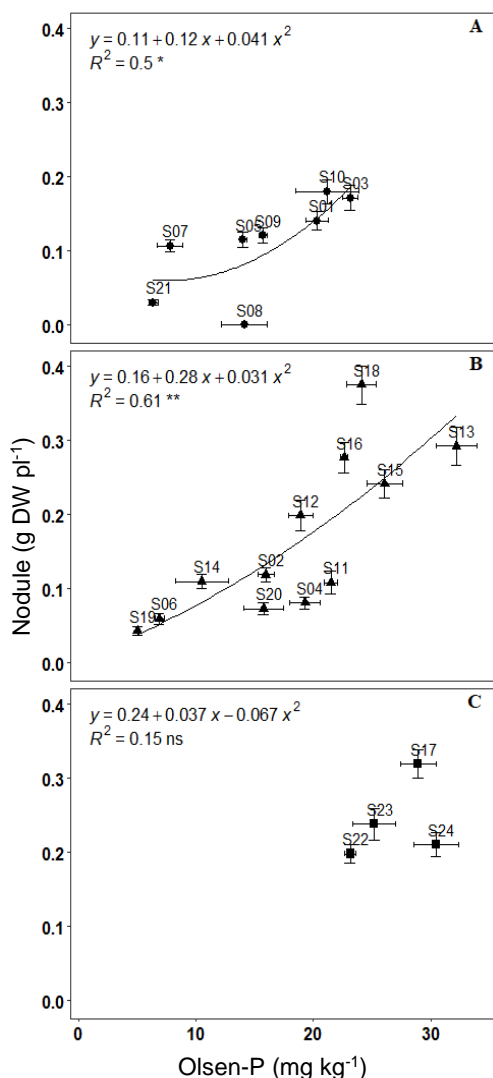 A
y = 0.11 + 0.12 x + 0.041 x²
R² = 0.5 *
0.4
0.3
0.2
0.1
0.0
S10
S03
S01
S09
S05
S07
S21
S08
B
y = 0.16 + 0.28 x + 0.031 x²
R² = 0.61 **
0.4
0.3
0.2
0.1
0.0
S18
S13
S16
S15
S12
S14
S02
S11
S20
S04
S06
S19
C
y = 0.24 + 0.037 x − 0.067 x²
R² = 0.15 ns
0.4
0.3
0.2
0.1
0.0
S17
S23
S22
S24
0 10 20 30
Nodule (g DW pl⁻¹)
Olsen-P (mg kg⁻¹)